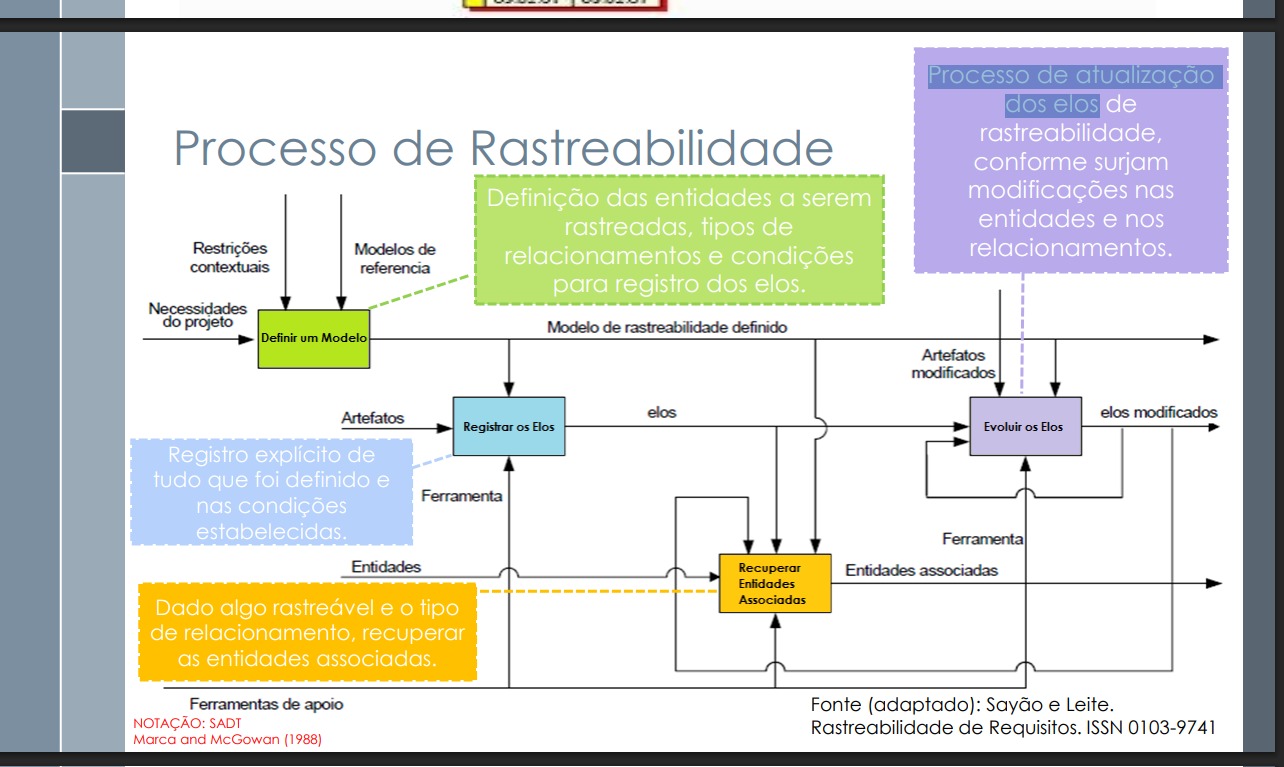 Processo de atualização
dos elos de
rastreabilidade,
conforme surjam
modificações nas
entidades e nos
relacionamentos.
Processo de Rastreabilidade
Definição das entidades a serem
rastreadas, tipos de
relacionamentos e condições
para registro dos elos.
Restrições
contextuais
Modelos de
referencia
Necessidades
do projeto
Definir um Modelo
Modelo de rastreabilidade definido
Artefatos
modificados
Artefatos
Registrar os Elos
elos
Evoluir os Elos
elos modificados
Registro explícito de
tudo que foi definido e
nas condições
estabelecidas.
Ferramenta
Ferramenta
Entidades
Recuperar
Entidades
Associadas
Entidades associadas
Dado algo rastreável e o tipo
de relacionamento, recuperar
as entidades associadas.
Ferramentas de apoio
NOTAÇÃO: SADT
Marca and McGowan (1988)
Fonte (adaptado): Sayão e Leite.
Rastreabilidade de Requisitos. ISSN 0103-9741